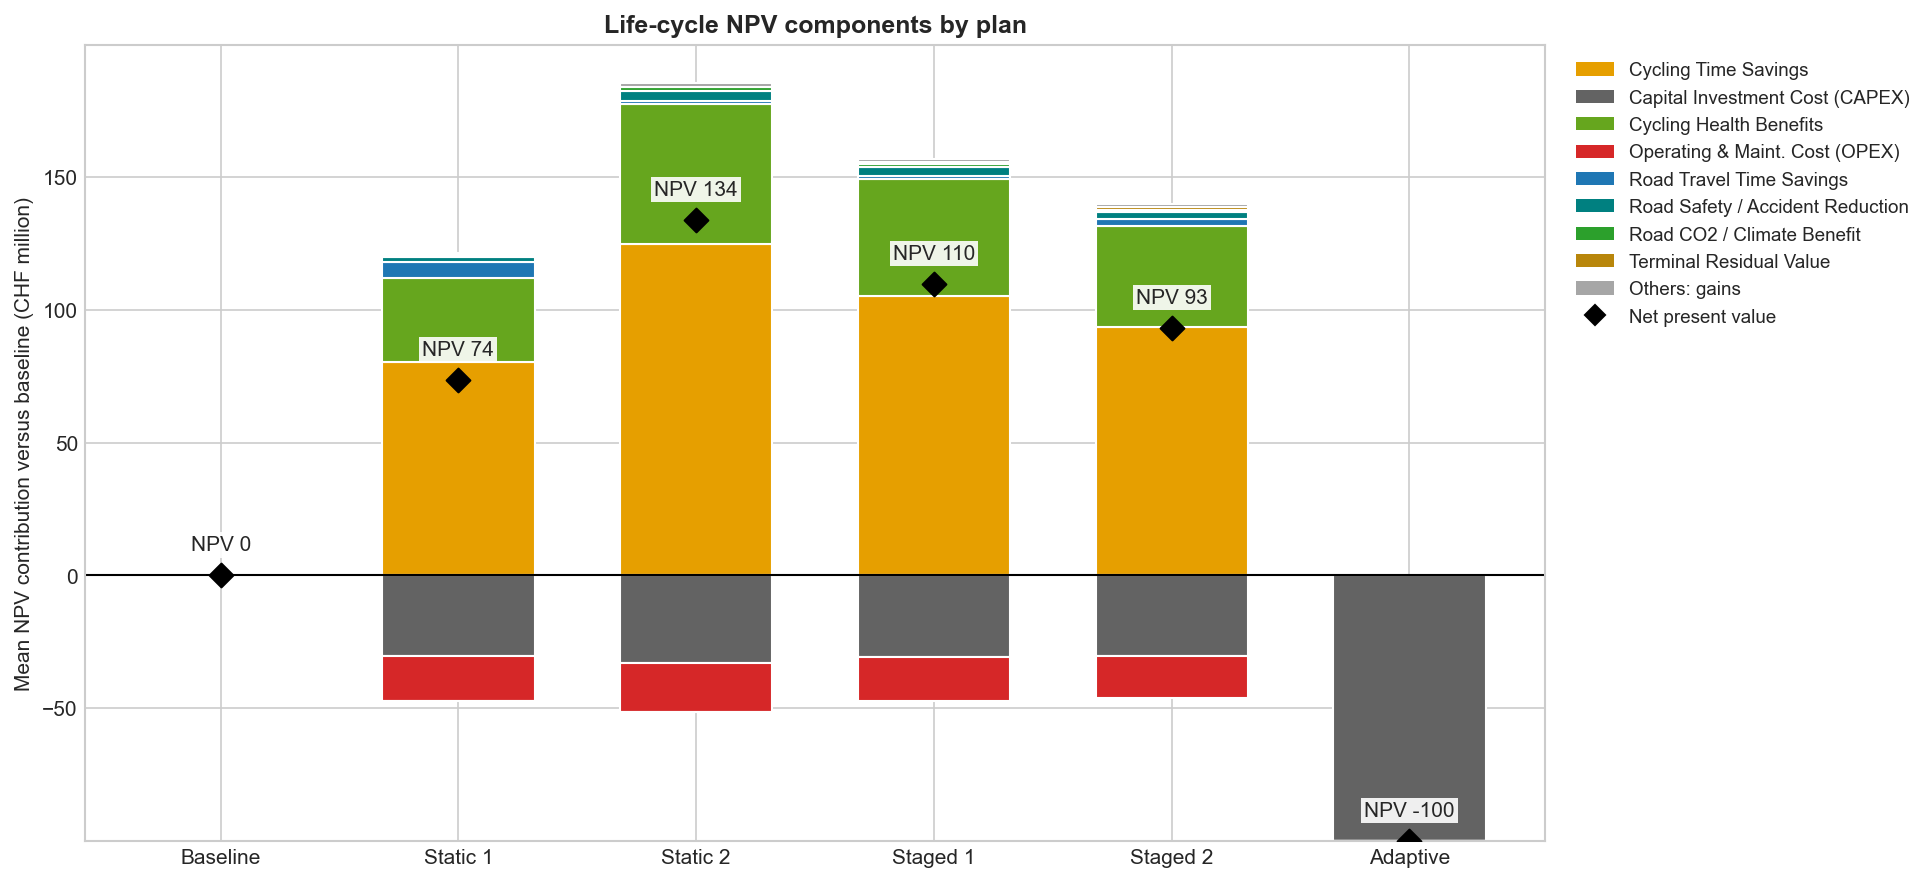 Life-cycle NPV components by plan
Mean NPV contribution versus baseline (CHF million)
150
100
50
0
−50
NPV 0
NPV 74
NPV 134
NPV 110
NPV 93
NPV -100
Baseline
Static 1
Static 2
Staged 1
Staged 2
Adaptive
Cycling Time Savings
Capital Investment Cost (CAPEX)
Cycling Health Benefits
Operating & Maint. Cost (OPEX)
Road Travel Time Savings
Road Safety / Accident Reduction
Road CO2 / Climate Benefit
Terminal Residual Value
Others: gains
Net present value